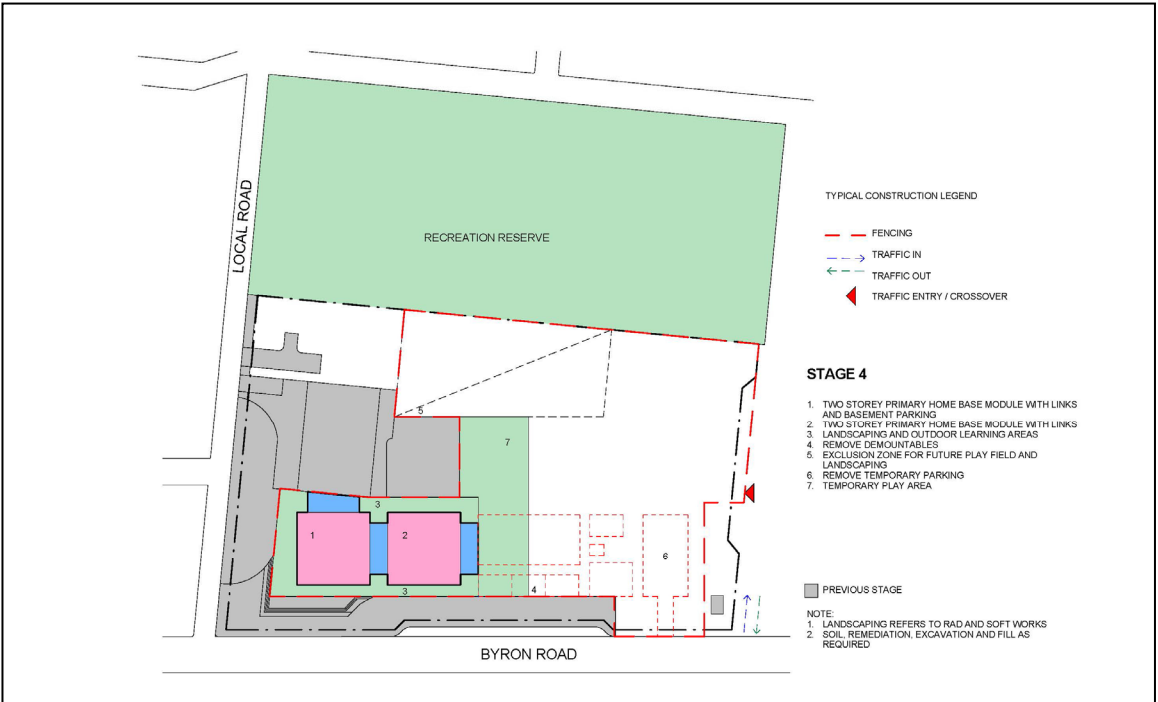 LOCAL ROAD
RECREATION RESERVE
TYPICAL CONSTRUCTION LEGEND
FENCING
TRAFFIC IN
TRAFFIC OUT
TRAFFIC ENTRY / CROSSOVER
STAGE 4
1. TWO STOREY PRIMARY HOME BASE MODULE WITH LINKS
AND BASEMENT PARKING
2. TWO STOREY PRIMARY HOME BASE MODULE WITH LINKS
3. LANDSCAPING AND OUTDOOR LEARNING AREAS
4. REMOVE DEMOUNTABLES
5. EXCLUSION ZONE FOR FUTURE PLAY FIELD AND
LANDSCAPING
6. REMOVE TEMPORARY PARKING
7. TEMPORARY PLAY AREA
5
7
3
1
2
6
4
3
PREVIOUS STAGE
NOTE:
1. LANDSCAPING REFERS TO RAD AND SOFT WORKS
2. SOIL, REMEDIATION, EXCAVATION AND FILL AS
REQUIRED
BYRON ROAD